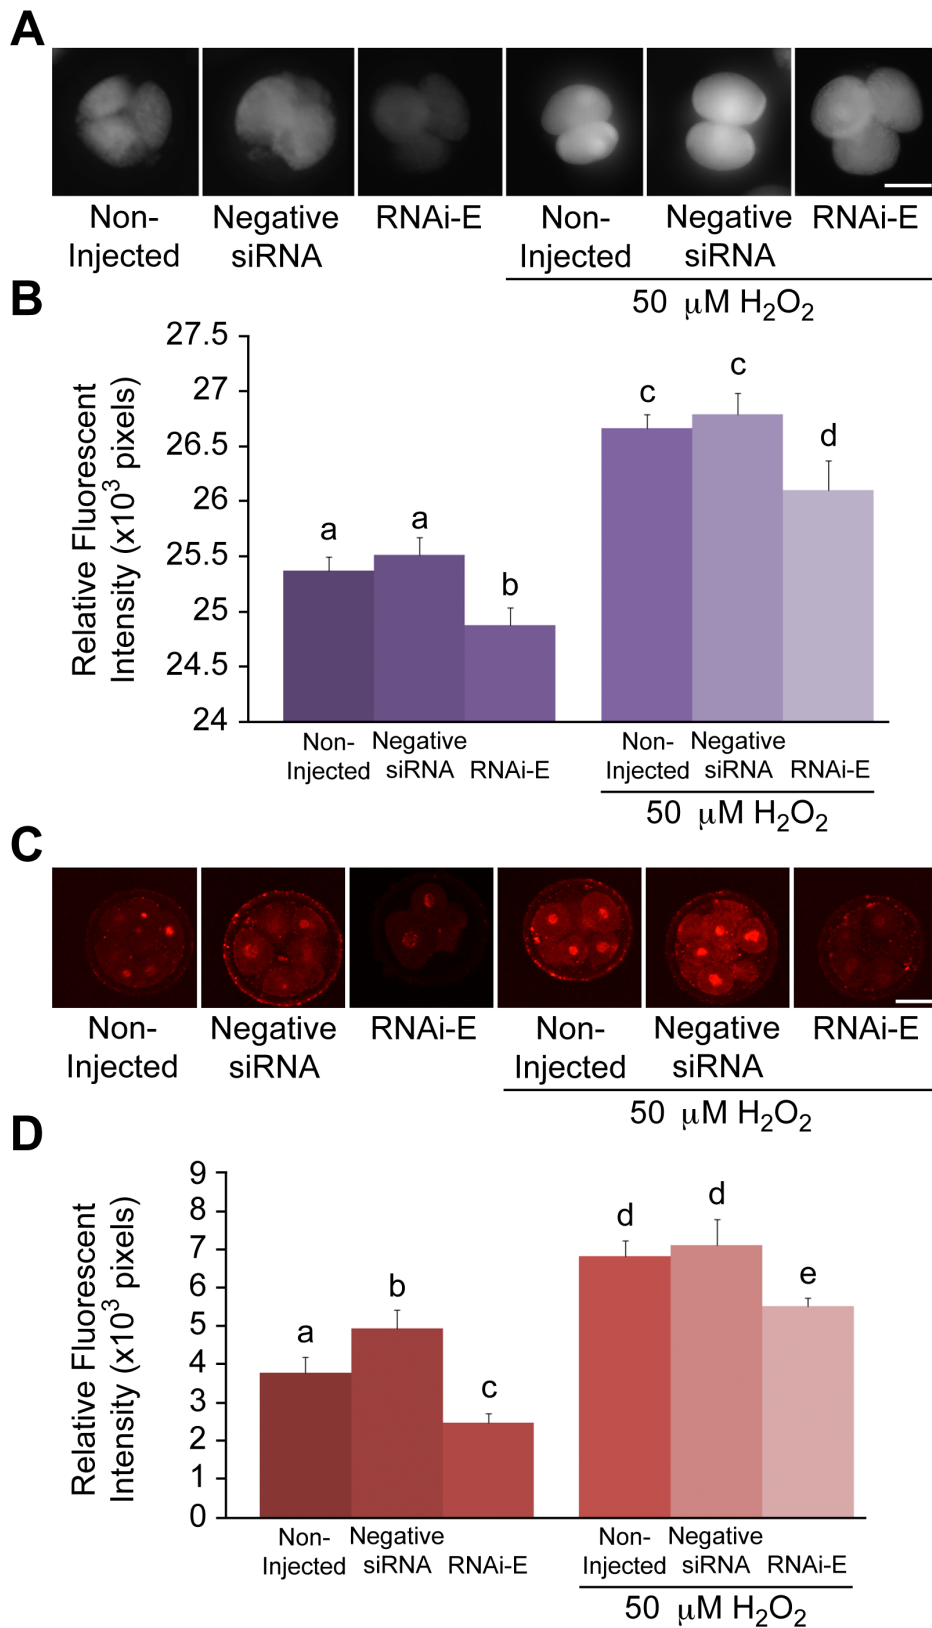 A
Non-
Injected
Negative
siRNA
RNAi-E
Non-
Injected
Negative
siRNA
RNAi-E
50 μM H₂O₂
B
Relative Fluorescent
Intensity (x10³ pixels)
27.5
27
26.5
26
25.5
25
24.5
24
a
a
b
c
c
d
Non-
Injected
Negative
siRNA
RNAi-E
Non-
Injected
Negative
siRNA
RNAi-E
50 μM H₂O₂
C
Non-
Injected
Negative
siRNA
RNAi-E
Non-
Injected
Negative
siRNA
RNAi-E
50 μM H₂O₂
D
Relative Fluorescent
Intensity (x10³ pixels)
9
8
7
6
5
4
3
2
1
0
a
b
c
d
d
e
Non-
Injected
Negative
siRNA
RNAi-E
Non-
Injected
Negative
siRNA
RNAi-E
50 μM H₂O₂